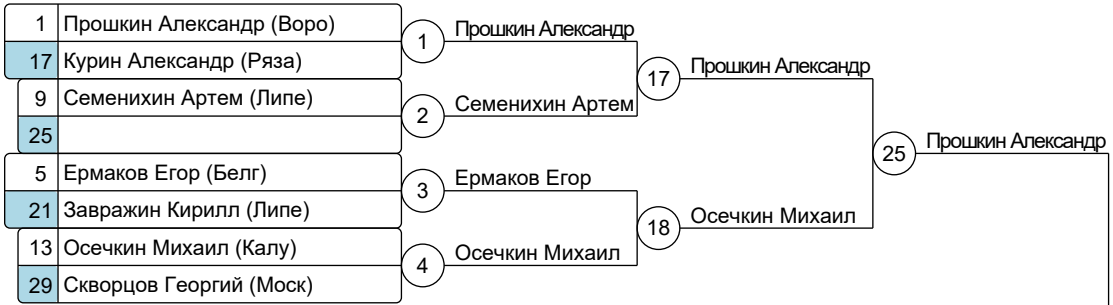 1 Прошкин Александр (Воро)
17 Курин Александр (Ряза)
9 Семенихин Артем (Липе)
25
5 Ермаков Егор (Белг)
21 Завражин Кирилл (Липе)
13 Осечкин Михаил (Калу)
29 Скворцов Георгий (Моск)
1 Прошкин Александр
2 Семенихин Артем
3 Ермаков Егор
4 Осечкин Михаил
17 Прошкин Александр
18 Осечкин Михаил
25 Прошкин Александр